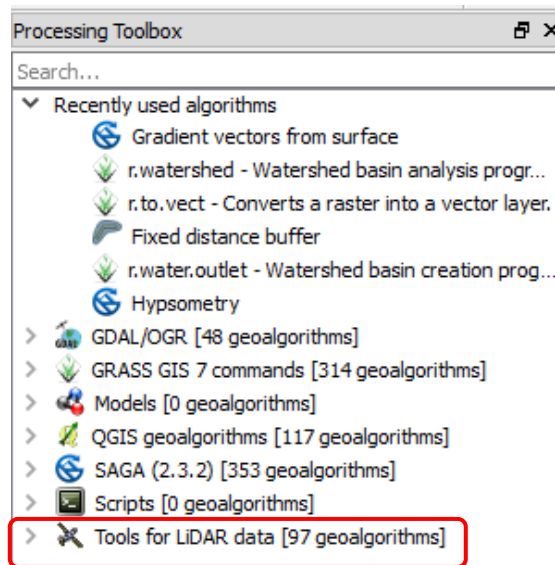 Processing Toolbox
Search...
Recently used algorithms
Gradient vectors from surface
r.watershed - Watershed basin analysis progr...
r.to.vect - Converts a raster into a vector layer.
Fixed distance buffer
r.water.outlet - Watershed basin creation prog...
Hypsometry
GDAL/OGR [48 geoalgorithms]
GRASS GIS 7 commands [314 geoalgorithms]
Models [0 geoalgorithms]
QGIS geoalgorithms [117 geoalgorithms]
SAGA (2.3.2) [353 geoalgorithms]
Scripts [0 geoalgorithms]
Tools for LiDAR data [97 geoalgorithms]